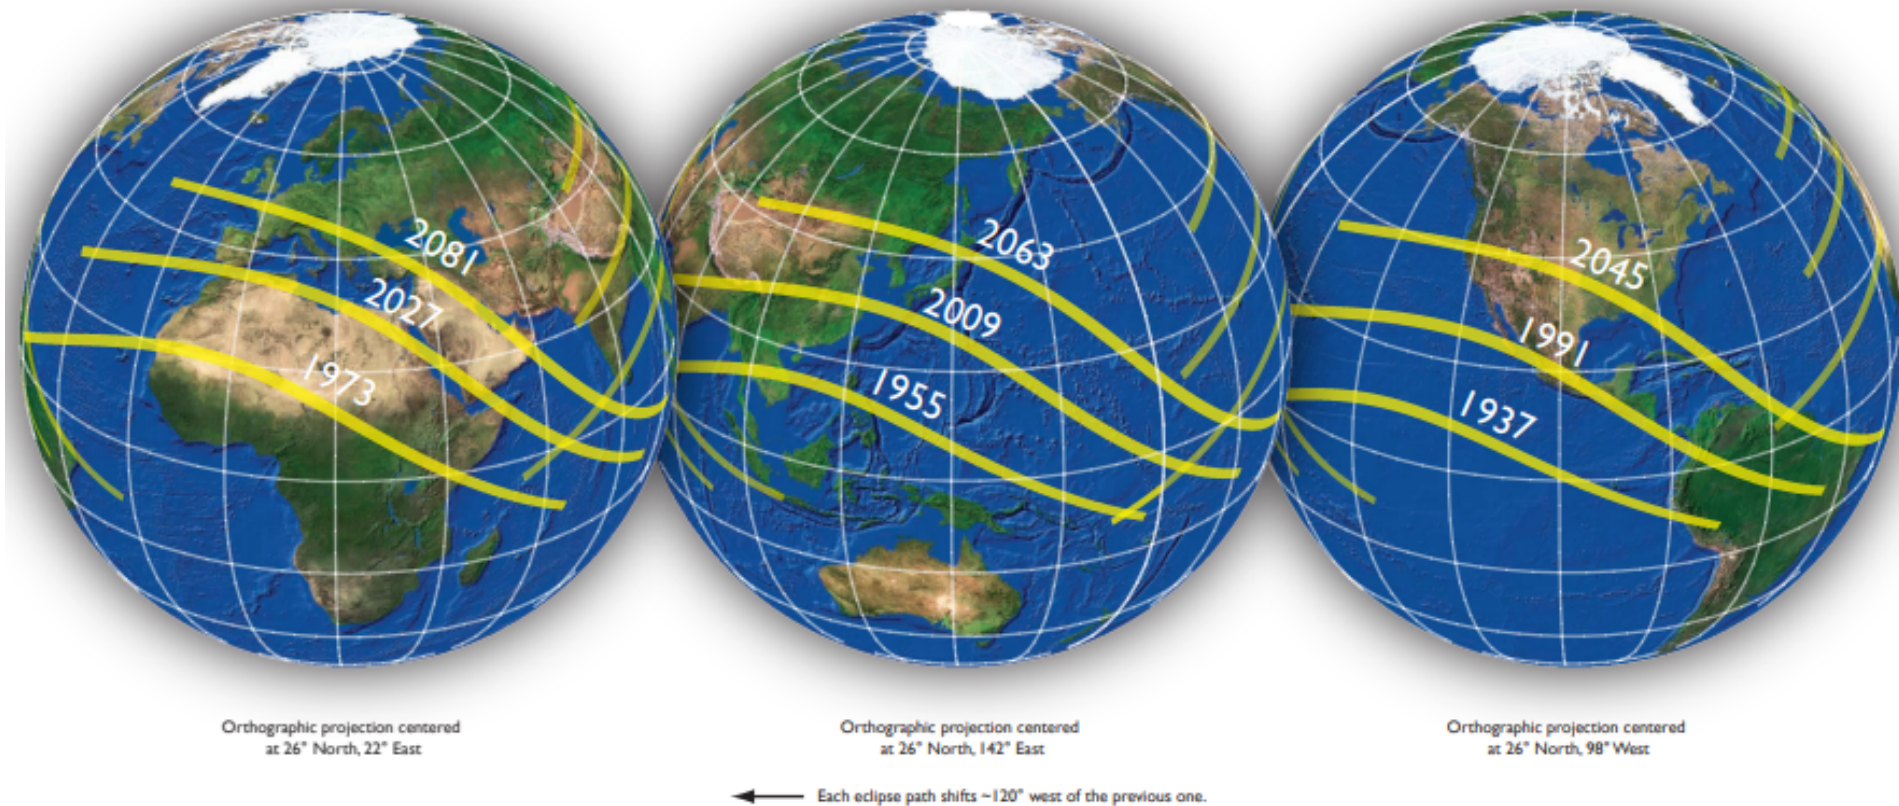 2081
2027
1973
2063
2009
1955
2045
1991
1937
Orthographic projection centered
at 26° North, 22° East
Orthographic projection centered
at 26° North, 142° East
Orthographic projection centered
at 26° North, 98° West
Each eclipse path shifts ~120° west of the previous one.